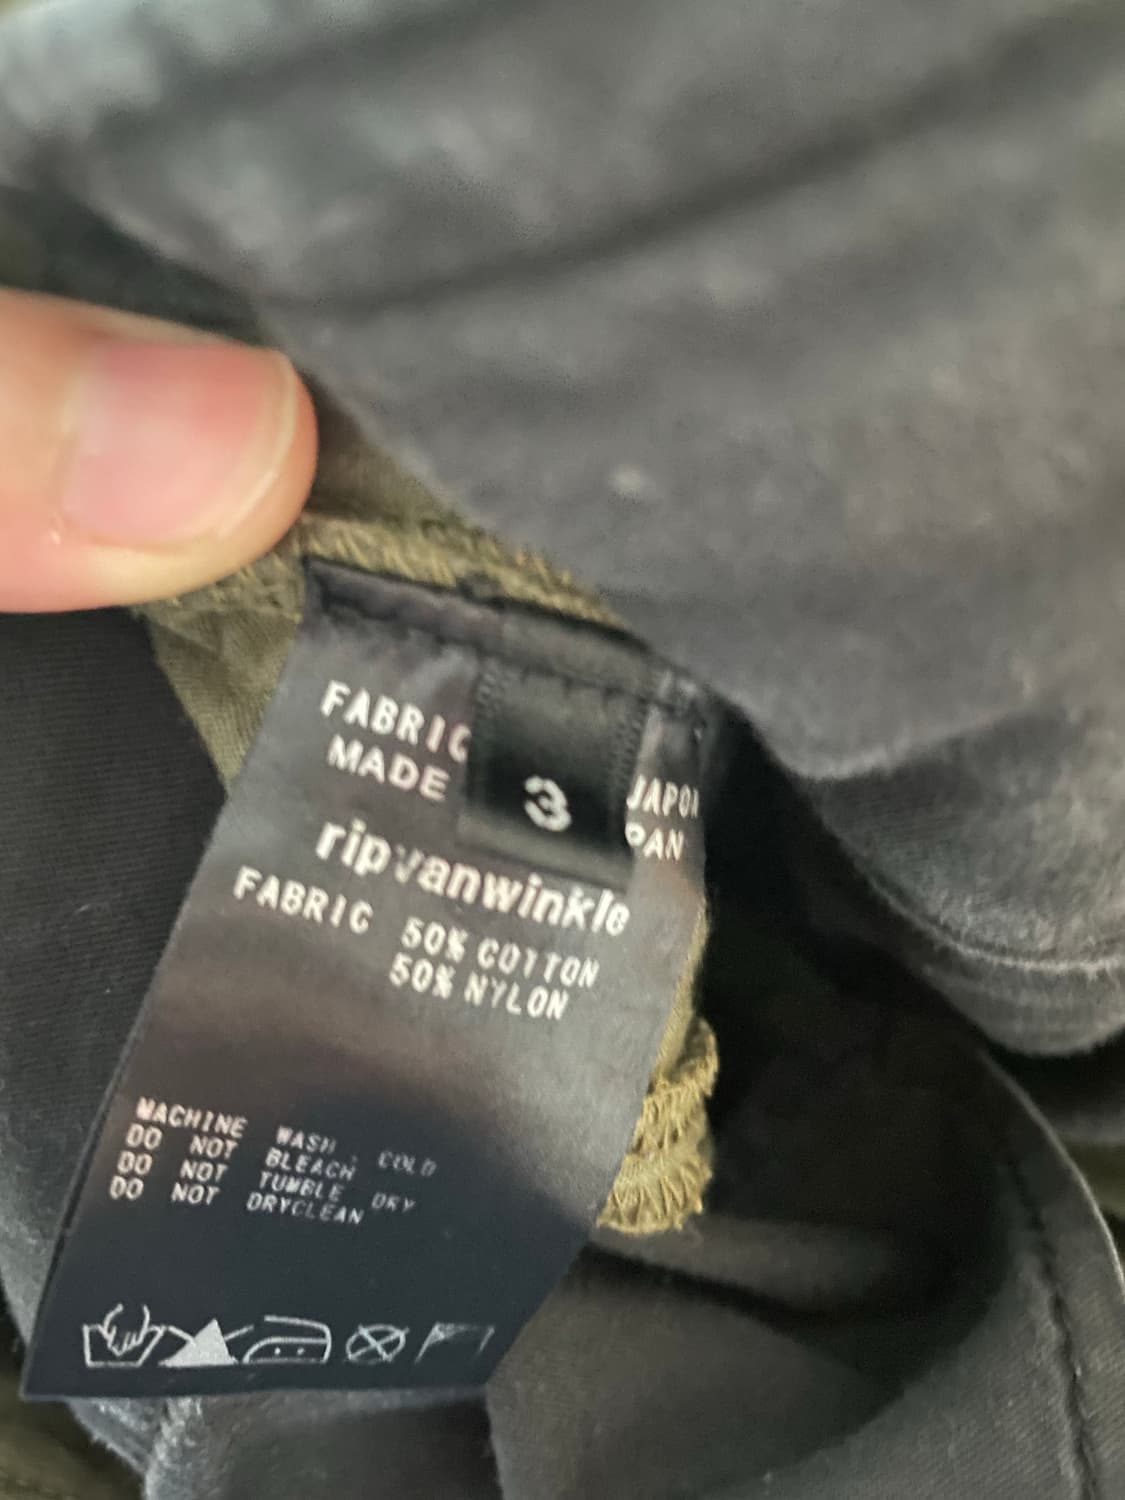 FABRIC JAPON
MADE PAN
3
ripvanwinkle
FABRIC 50% COTTON
50% NYLON
MACHINE WASH, COLD
DO NOT BLEACH
DO NOT TUMBLE DRY
DO NOT DRYCLEAN